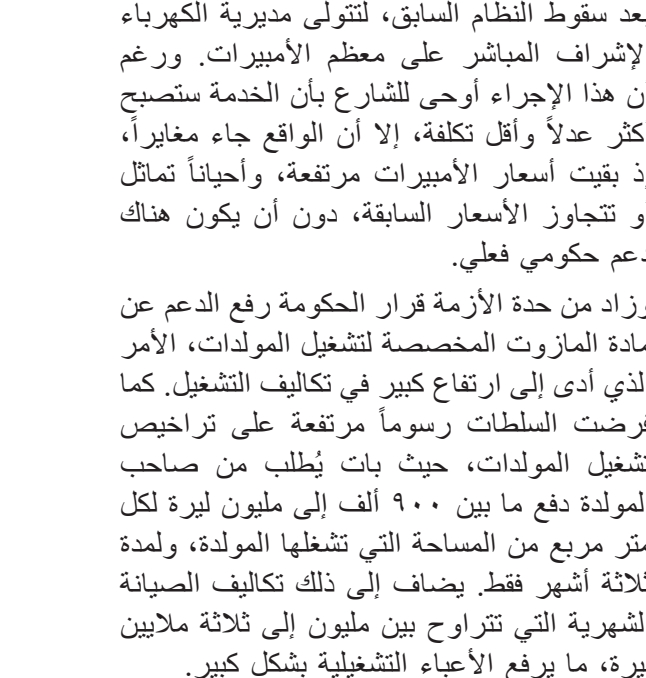 بعد سقوط النظام السابق، لتتولى مديرية الكهرباء
الإشراف المباشر على معظم الأمبيرات. ورغم
أن هذا الإجراء أوحى للشارع بأن الخدمة ستصبح
أكثر عدلاً وأقل تكلفة، إلا أن الواقع جاء مغايراً،
إذ بقيت أسعار الأمبيرات مرتفعة، وأحياناً تماثل
أو تتجاوز الأسعار السابقة، دون أن يكون هناك
دعم حكومي فعلي.
وزاد من حدة الأزمة قرار الحكومة رفع الدعم عن
مادة المازوت المخصصة لتشغيل المولدات، الأمر
الذي أدى إلى ارتفاع كبير في تكاليف التشغيل. كما
فرضت السلطات رسوماً مرتفعة على تراخيص
تشغيل المولدات، حيث بات يُطلب من صاحب
المولدة دفع ما بين ٩٠٠ ألف إلى مليون ليرة لكل
متر مربع من المساحة التي تشغلها المولدة، ولمدة
ثلاثة أشهر فقط. يضاف إلى ذلك تكاليف الصيانة
الشهرية التي تتراوح بين مليون إلى ثلاثة ملايين
ليرة، ما يرفع الأعباء التشغيلية بشكل كبير.